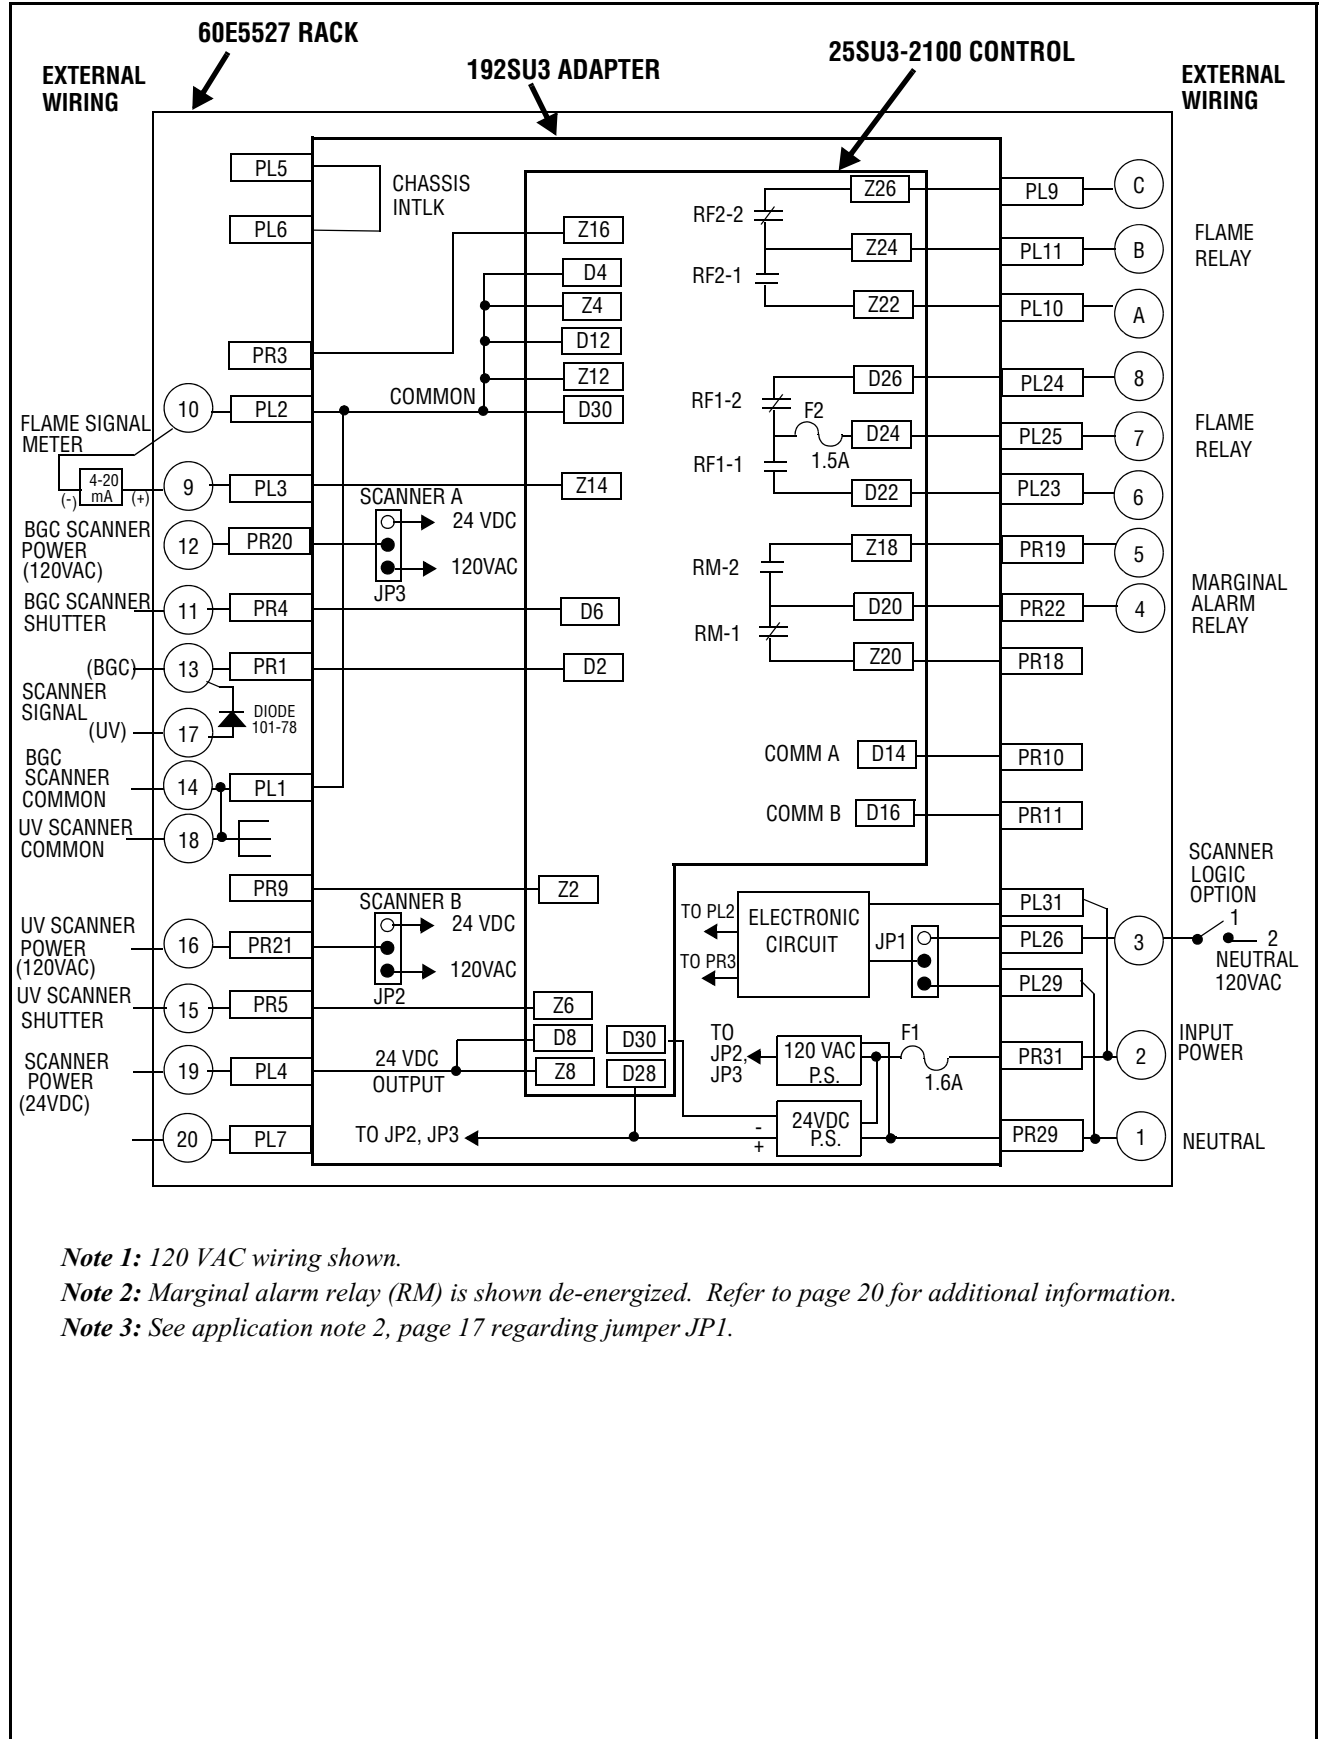 60E5527 RACK
192SU3 ADAPTER
25SU3-2100 CONTROL
EXTERNAL
WIRING
EXTERNAL
WIRING
PL5
CHASSIS
INTLK
PL6
PR3
10
PL2
COMMON
FLAME SIGNAL
METER
4-20
mA
(-)
(+)
9
PL3
SCANNER A
24 VDC
120VAC
JP3
BGC SCANNER
POWER
(120VAC)
12
PR20
BGC SCANNER
SHUTTER
11
PR4
(BGC)
13
PR1
SCANNER
SIGNAL
(UV)
17
DIODE
101-78
BGC
SCANNER
COMMON
14
PL1
UV SCANNER
COMMON
18
PR9
SCANNER B
24 VDC
120VAC
JP2
UV SCANNER
POWER
(120VAC)
16
PR21
UV SCANNER
SHUTTER
15
PR5
SCANNER
POWER
(24VDC)
19
PL4
24 VDC
OUTPUT
20
PL7
TO JP2, JP3
Z16
D4
Z4
D12
Z12
D30
Z14
D6
D2
Z2
Z6
D8
Z8
D30
D28
RF2-2
RF2-1
Z26
Z24
Z22
PL9
PL11
PL10
C
B
A
FLAME
RELAY
RF1-2
F2
1.5A
RF1-1
D26
D24
D22
PL24
PL25
PL23
8
7
6
FLAME
RELAY
RM-2
RM-1
Z18
D20
Z20
PR19
PR22
PR18
5
4
MARGINAL
ALARM
RELAY
COMM A
D14
PR10
COMM B
D16
PR11
TO PL2
TO PR3
ELECTRONIC
CIRCUIT
JP1
PL31
PL26
PL29
3
SCANNER
LOGIC
OPTION
1
2
NEUTRAL
120VAC
TO
JP2,
JP3
120 VAC
P.S.
F1
1.6A
PR31
2
INPUT
POWER
-
+
24VDC
P.S.
PR29
1
NEUTRAL
Note 1: 120 VAC wiring shown.
Note 2: Marginal alarm relay (RM) is shown de-energized. Refer to page 20 for additional information.
Note 3: See application note 2, page 17 regarding jumper JP1.